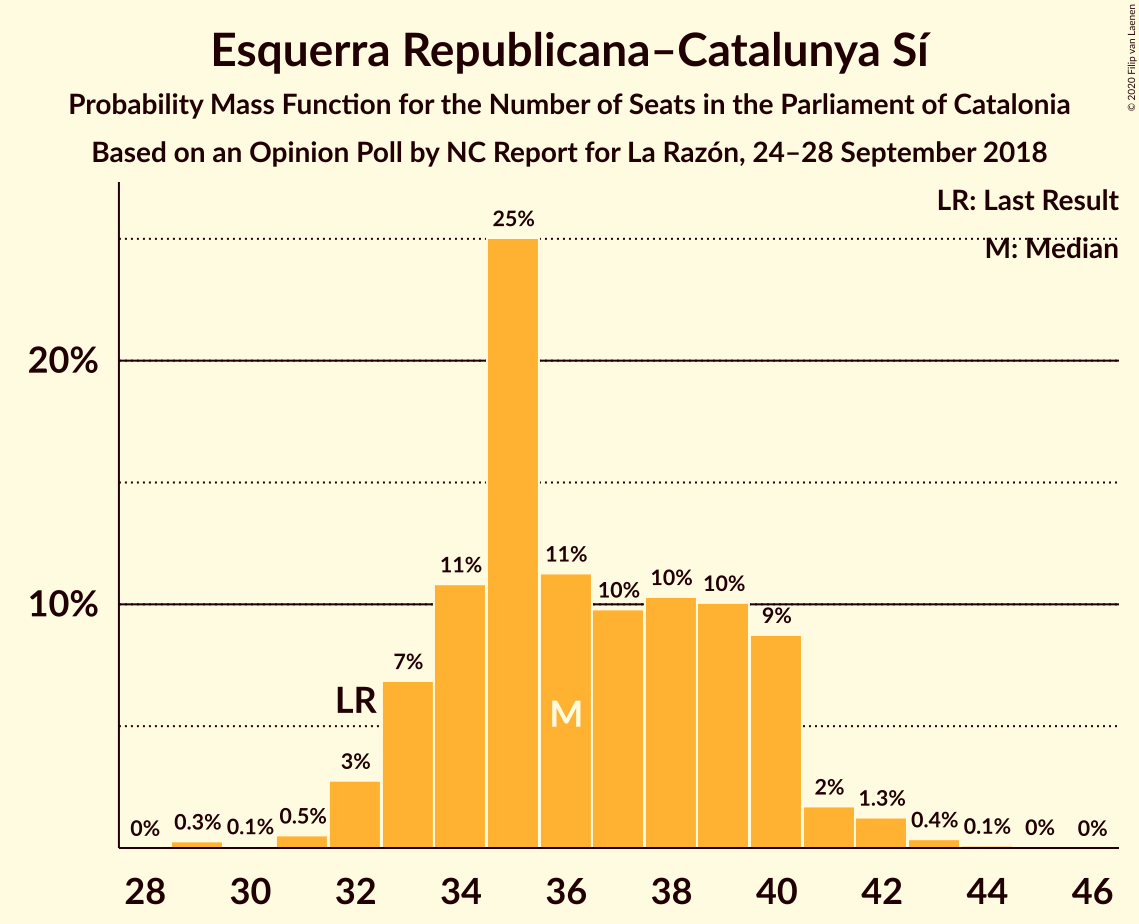 Esquerra Republicana–Catalunya Sí
Probability Mass Function for the Number of Seats in the Parliament of Catalonia
Based on an Opinion Poll by NC Report for La Razón, 24–28 September 2018
© 2020 Filip van Laenen
LR: Last Result
M: Median
20%
10%
0%
0.3%
0.1%
0.5%
3%
LR
7%
11%
25%
11%
M
10%
10%
10%
9%
2%
1.3%
0.4%
0.1%
0%
0%
28 30 32 34 36 38 40 42 44 46